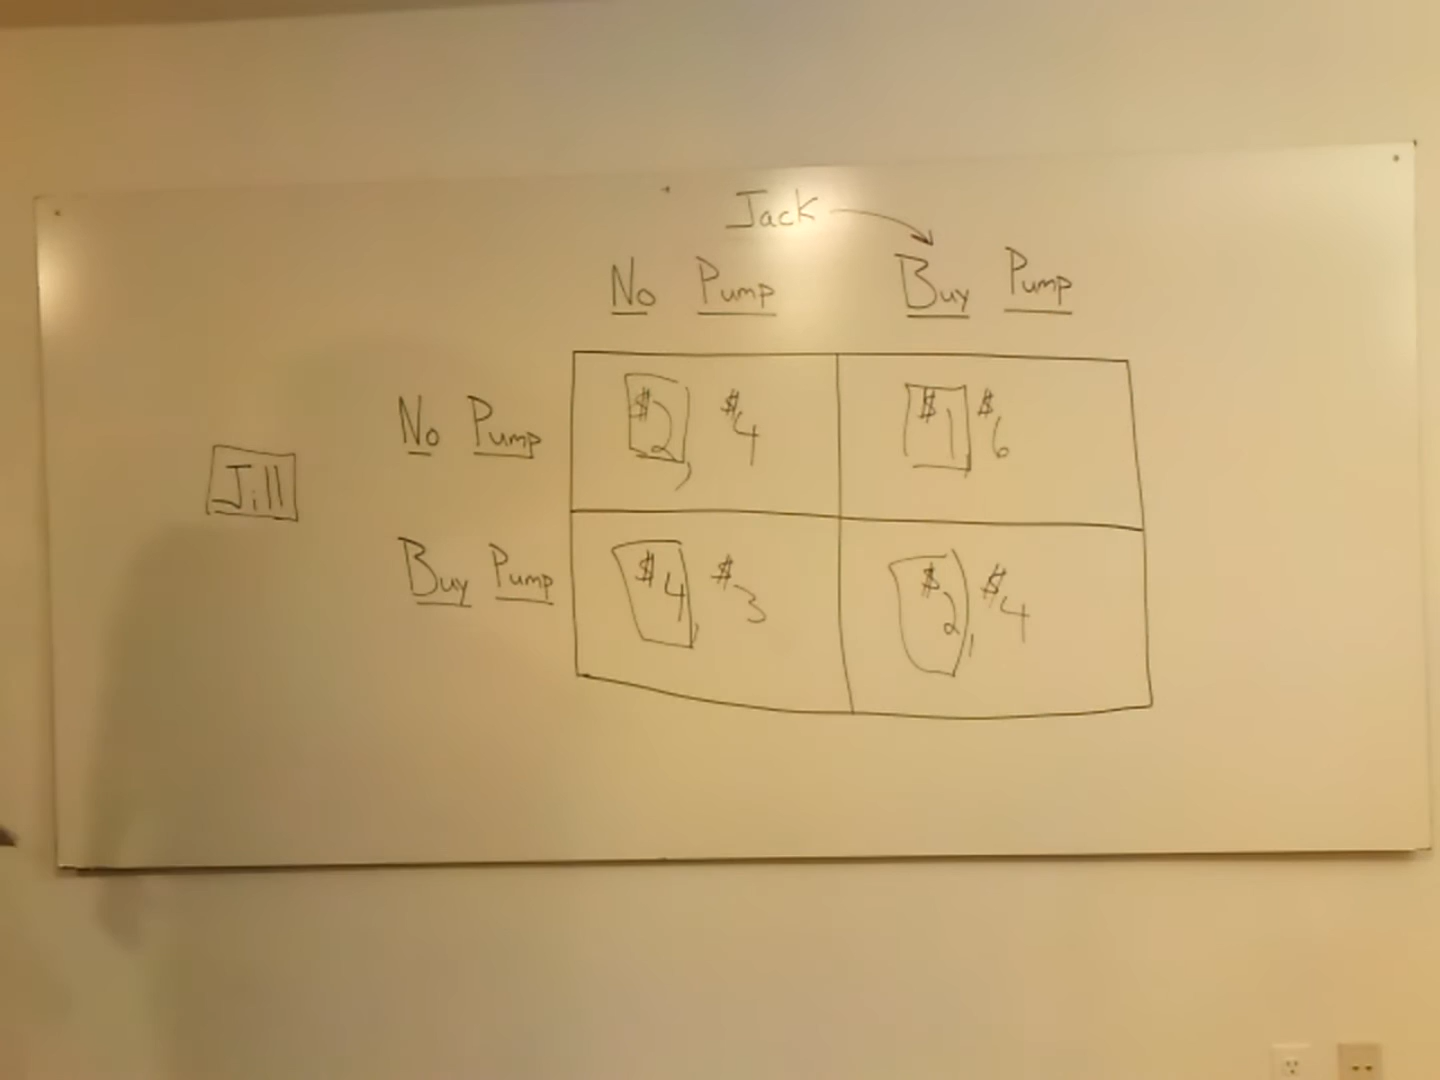 Jack
No Pump Buy Pump
No Pump $2, $4 $1, $6
Jill
Buy Pump $4, $3 $2, $4